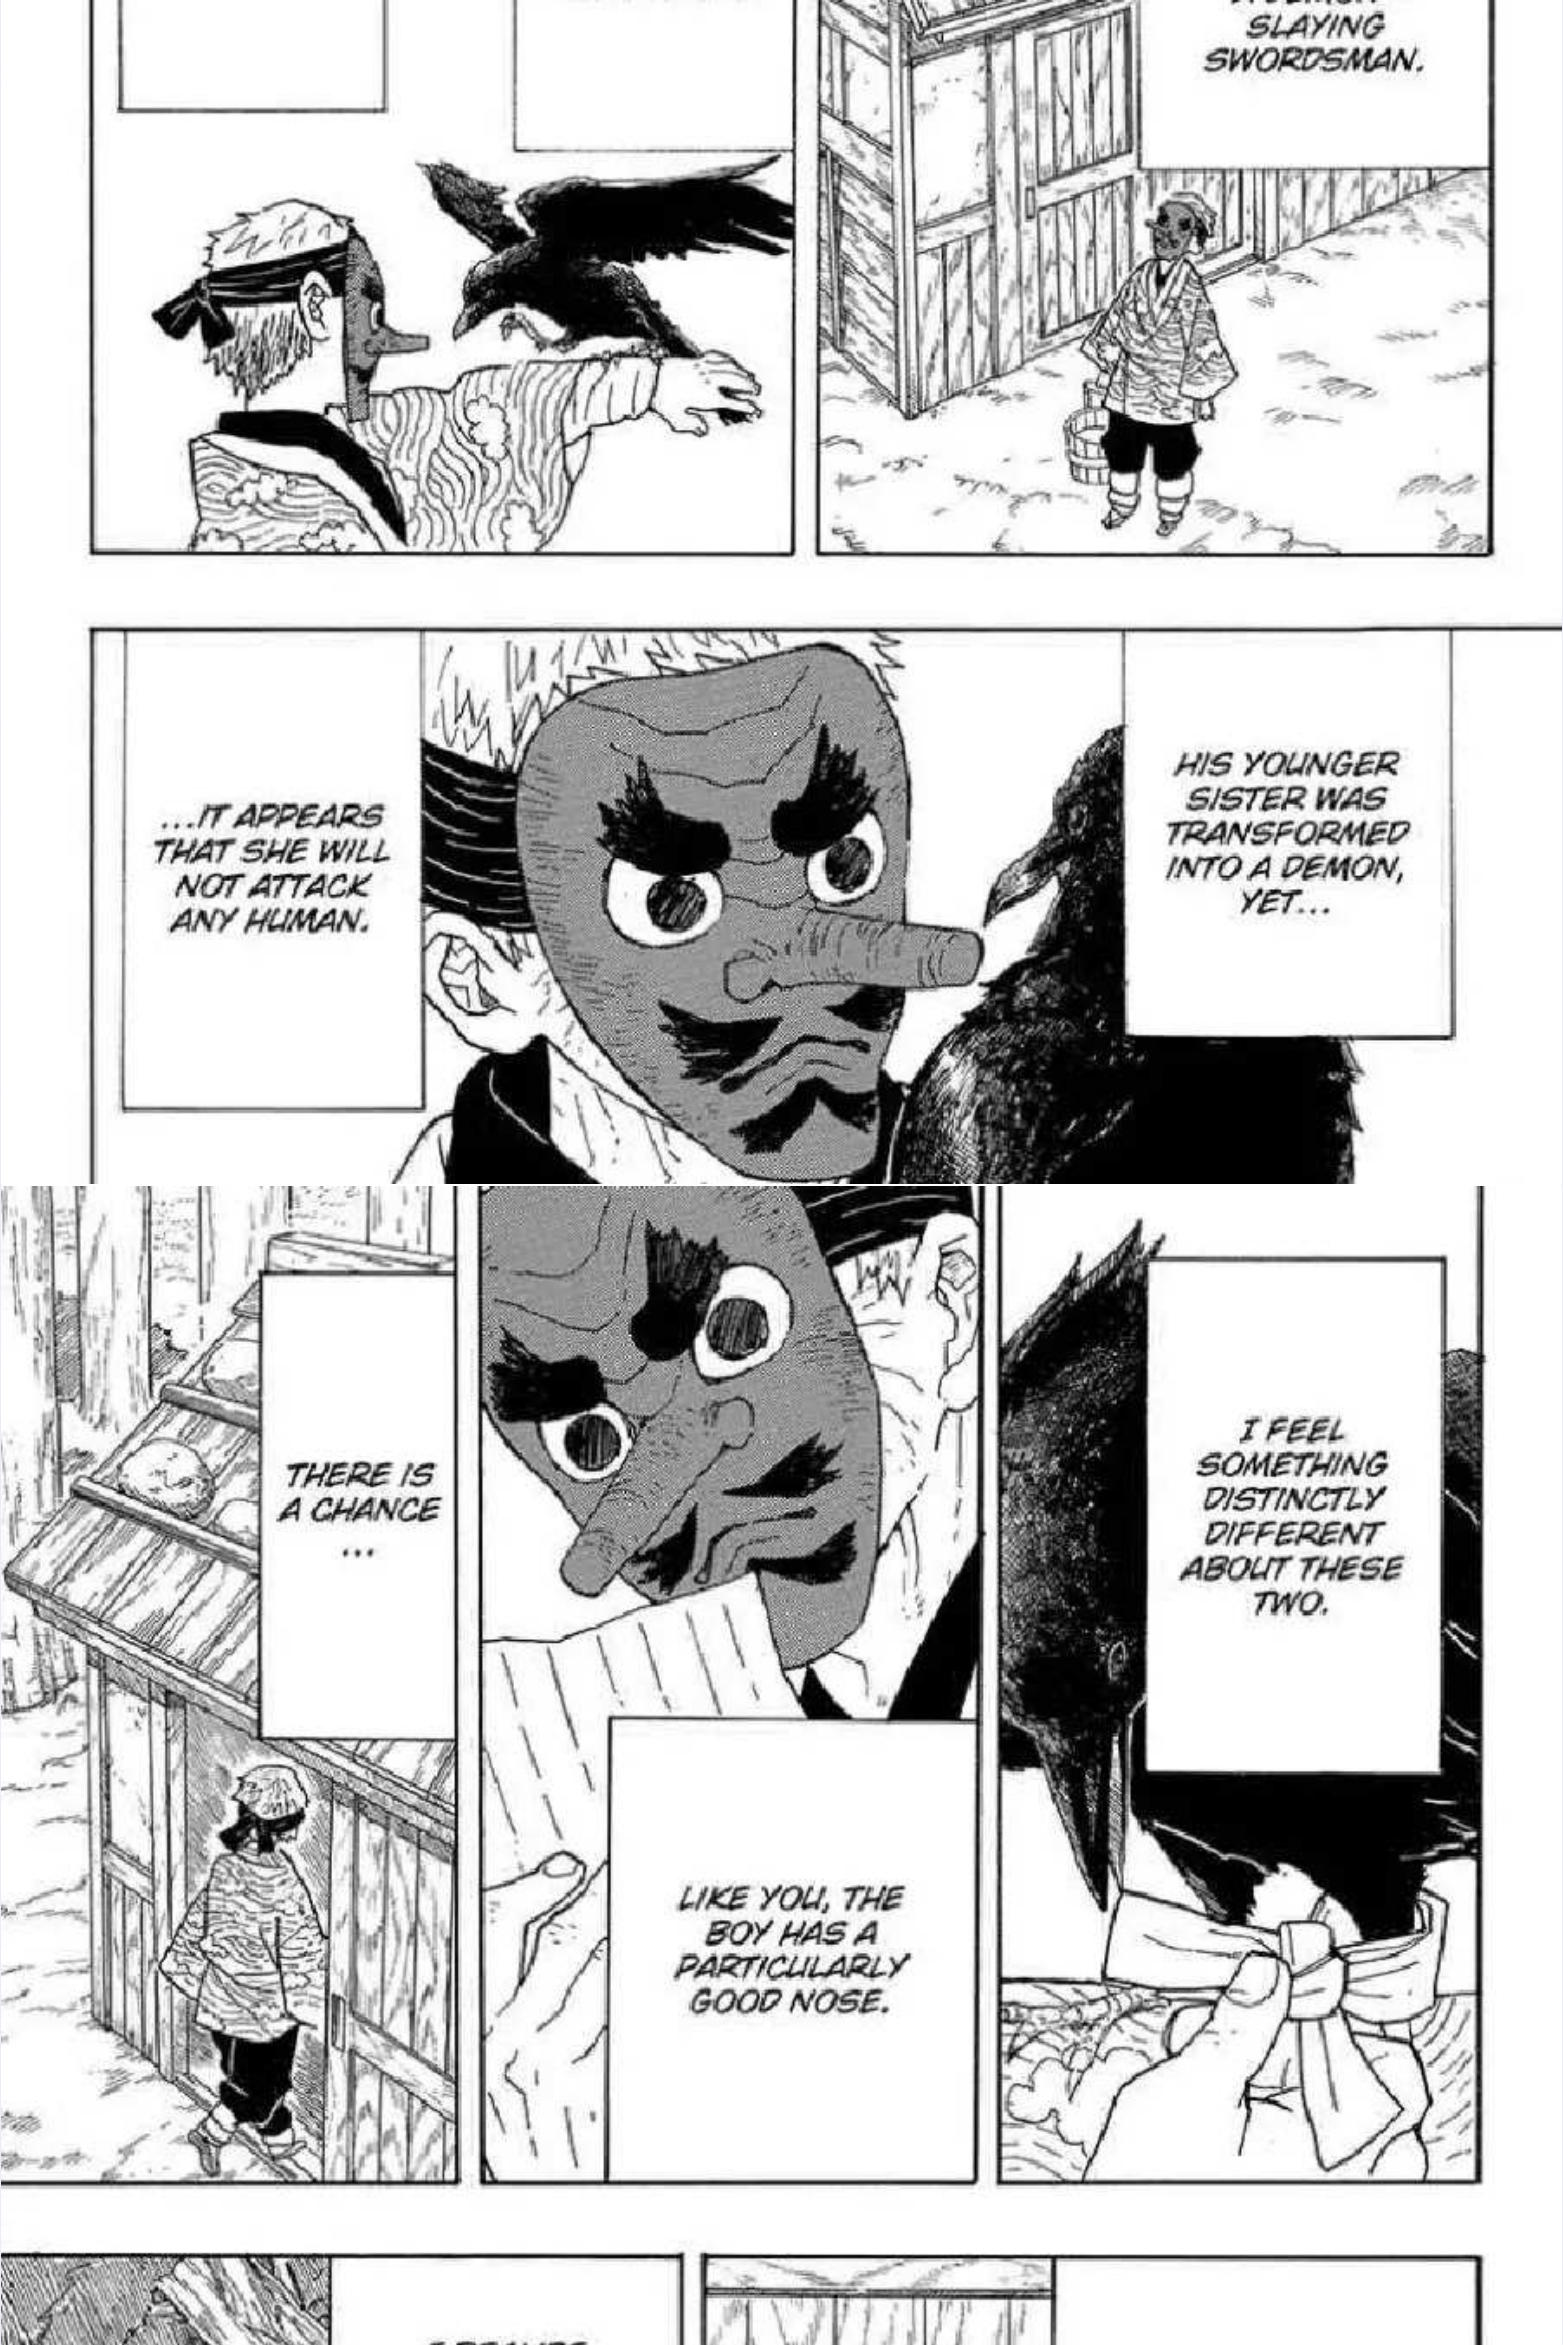 SLAYING
SWORDSMAN.
HIS YOUNGER
SISTER WAS
TRANSFORMED
INTO A DEMON,
YET...
...IT APPEARS
THAT SHE WILL
NOT ATTACK
ANY HUMAN.
I FEEL
SOMETHING
DISTINCTLY
DIFFERENT
ABOUT THESE
TWO.
LIKE YOU, THE
BOY HAS A
PARTICULARLY
GOOD NOSE.
THERE IS
A CHANCE
...